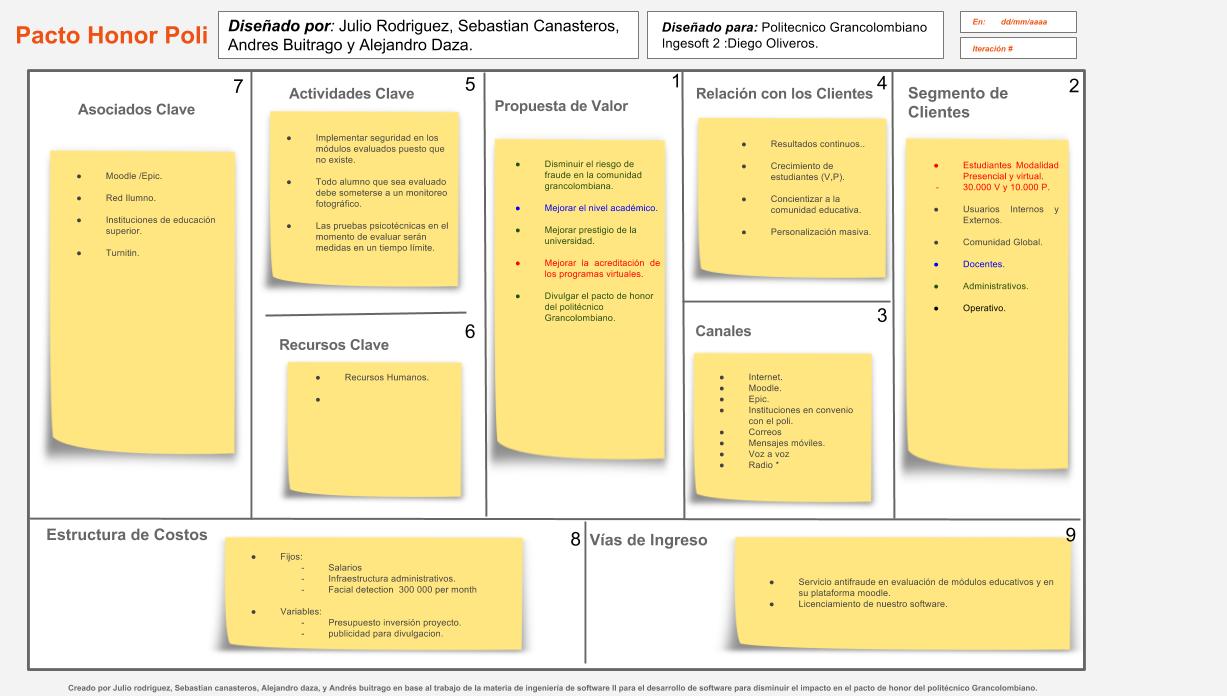 Pacto Honor Poli
Diseñado por: Julio Rodriguez, Sebastian Canasteros,
Andres Buitrago y Alejandro Daza.
Diseñado para: Politecnico Grancolombiano
Ingesoft 2 :Diego Oliveros.
En: dd/mm/aaaa
Iteración #
7
Asociados Clave
● Moodle /Epic.
● Red Ilumno.
● Instituciones de educación
superior.
● Turnitin.
5
Actividades Clave
● Implementar seguridad en los
módulos evaluados puesto que
no existe.
● Todo alumno que sea evaluado
debe someterse a un monitoreo
fotográfico.
● Las pruebas psicotécnicas en el
momento de evaluar serán
medidas en un tiempo límite.
6
Recursos Clave
● Recursos Humanos.
●
1
Propuesta de Valor
● Disminuir el riesgo de
fraude en la comunidad
grancolombiana.
● Mejorar el nivel académico.
● Mejorar prestigio de la
universidad.
● Mejorar la acreditación de
los programas virtuales.
● Divulgar el pacto de honor
del politécnico
Grancolombiano.
4
Relación con los Clientes
● Resultados continuos..
● Crecimiento de
estudiantes (V,P).
● Concientizar a la
comunidad educativa.
● Personalización masiva.
3
Canales
● Internet.
● Moodle.
● Epic.
● Instituciones en convenio
con el poli.
● Correos
● Mensajes móviles.
● Voz a voz
● Radio *
2
Segmento de
Clientes
● Estudiantes Modalidad
Presencial y virtual.
- 30.000 V y 10.000 P.
● Usuarios Internos y
Externos.
● Comunidad Global.
● Docentes.
● Administrativos.
● Operativo.
Estructura de Costos
8
● Fijos:
- Salarios
- Infraestructura administrativos.
- Facial detection 300 000 per month
● Variables:
- Presupuesto inversión proyecto.
- publicidad para divulgacion.
Vías de Ingreso
9
● Servicio antifraude en evaluación de módulos educativos y en
su plataforma moodle.
● Licenciamiento de nuestro software.
Creado por Julio rodriguez, Sebastian canasteros, Alejandro daza, y Andrés buitrago en base al trabajo de la materia de ingeniería de software II para el desarrollo de software para disminuir el impacto en el pacto de honor del politécnico Grancolombiano.